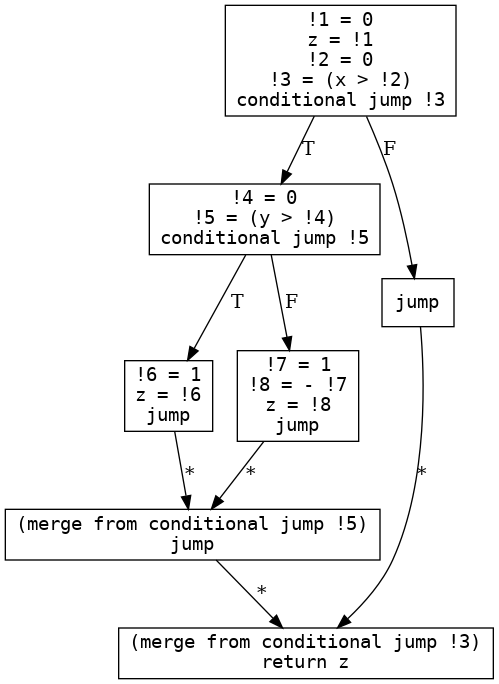 !1 = 0
z = !1
!2 = 0
!3 = (x > !2)
conditional jump !3
T
F
!4 = 0
!5 = (y > !4)
conditional jump !5
T
F
jump
!6 = 1
z = !6
jump
!7 = 1
!8 = - !7
z = !8
jump
*
*
*
(merge from conditional jump !5)
jump
*
(merge from conditional jump !3)
return z